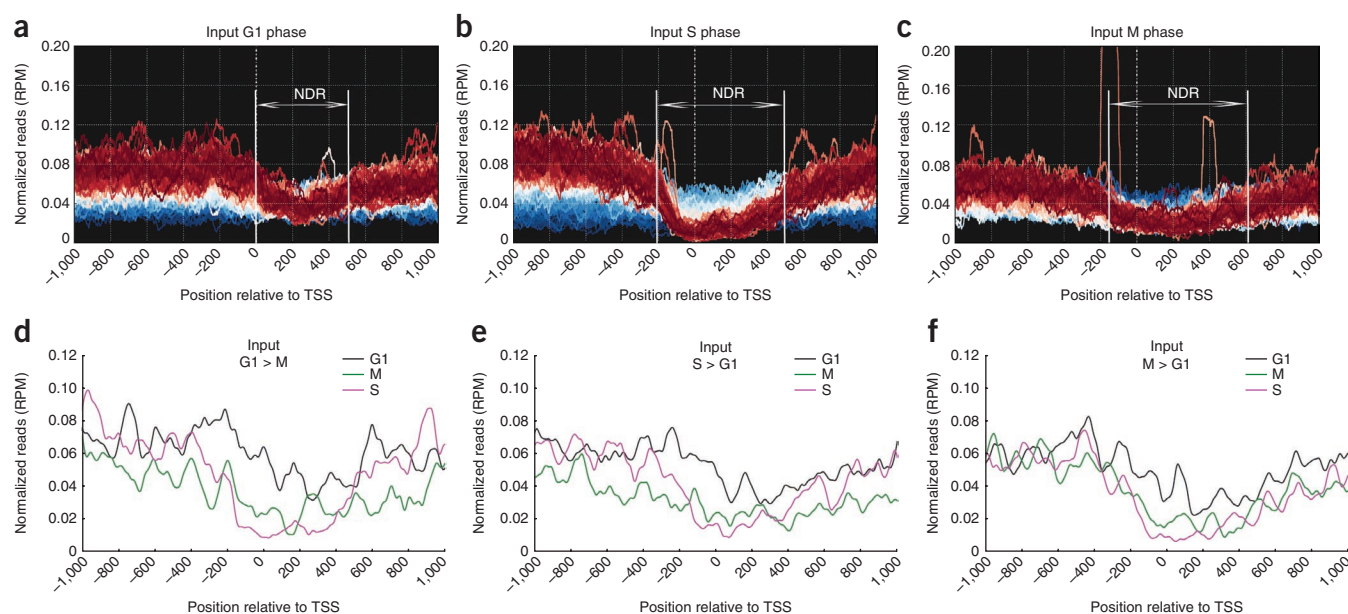 a
Input G1 phase
Normalized reads (RPM)
0.20
0.16
0.12
0.08
0.04
0
NDR
−1,000
−800
−600
−400
−200
0
200
400
600
800
1,000
Position relative to TSS
b
Input S phase
Normalized reads (RPM)
0.20
0.16
0.12
0.08
0.04
0
NDR
−1,000
−800
−600
−400
−200
0
200
400
600
800
1,000
Position relative to TSS
c
Input M phase
Normalized reads (RPM)
0.20
0.16
0.12
0.08
0.04
0
NDR
−1,000
−800
−600
−400
−200
0
200
400
600
800
1,000
Position relative to TSS
d
Input
G1 > M
G1
M
S
Normalized reads (RPM)
0.12
0.10
0.08
0.06
0.04
0.02
0
−1,000
−800
−600
−400
−200
0
200
400
600
800
1,000
Position relative to TSS
e
Input
S > G1
G1
M
S
Normalized reads (RPM)
0.12
0.10
0.08
0.06
0.04
0.02
0
−1,000
−800
−600
−400
−200
0
200
400
600
800
1,000
Position relative to TSS
f
Input
M > G1
G1
M
S
Normalized reads (RPM)
0.12
0.10
0.08
0.06
0.04
0.02
0
−1,000
−800
−600
−400
−200
0
200
400
600
800
1,000
Position relative to TSS